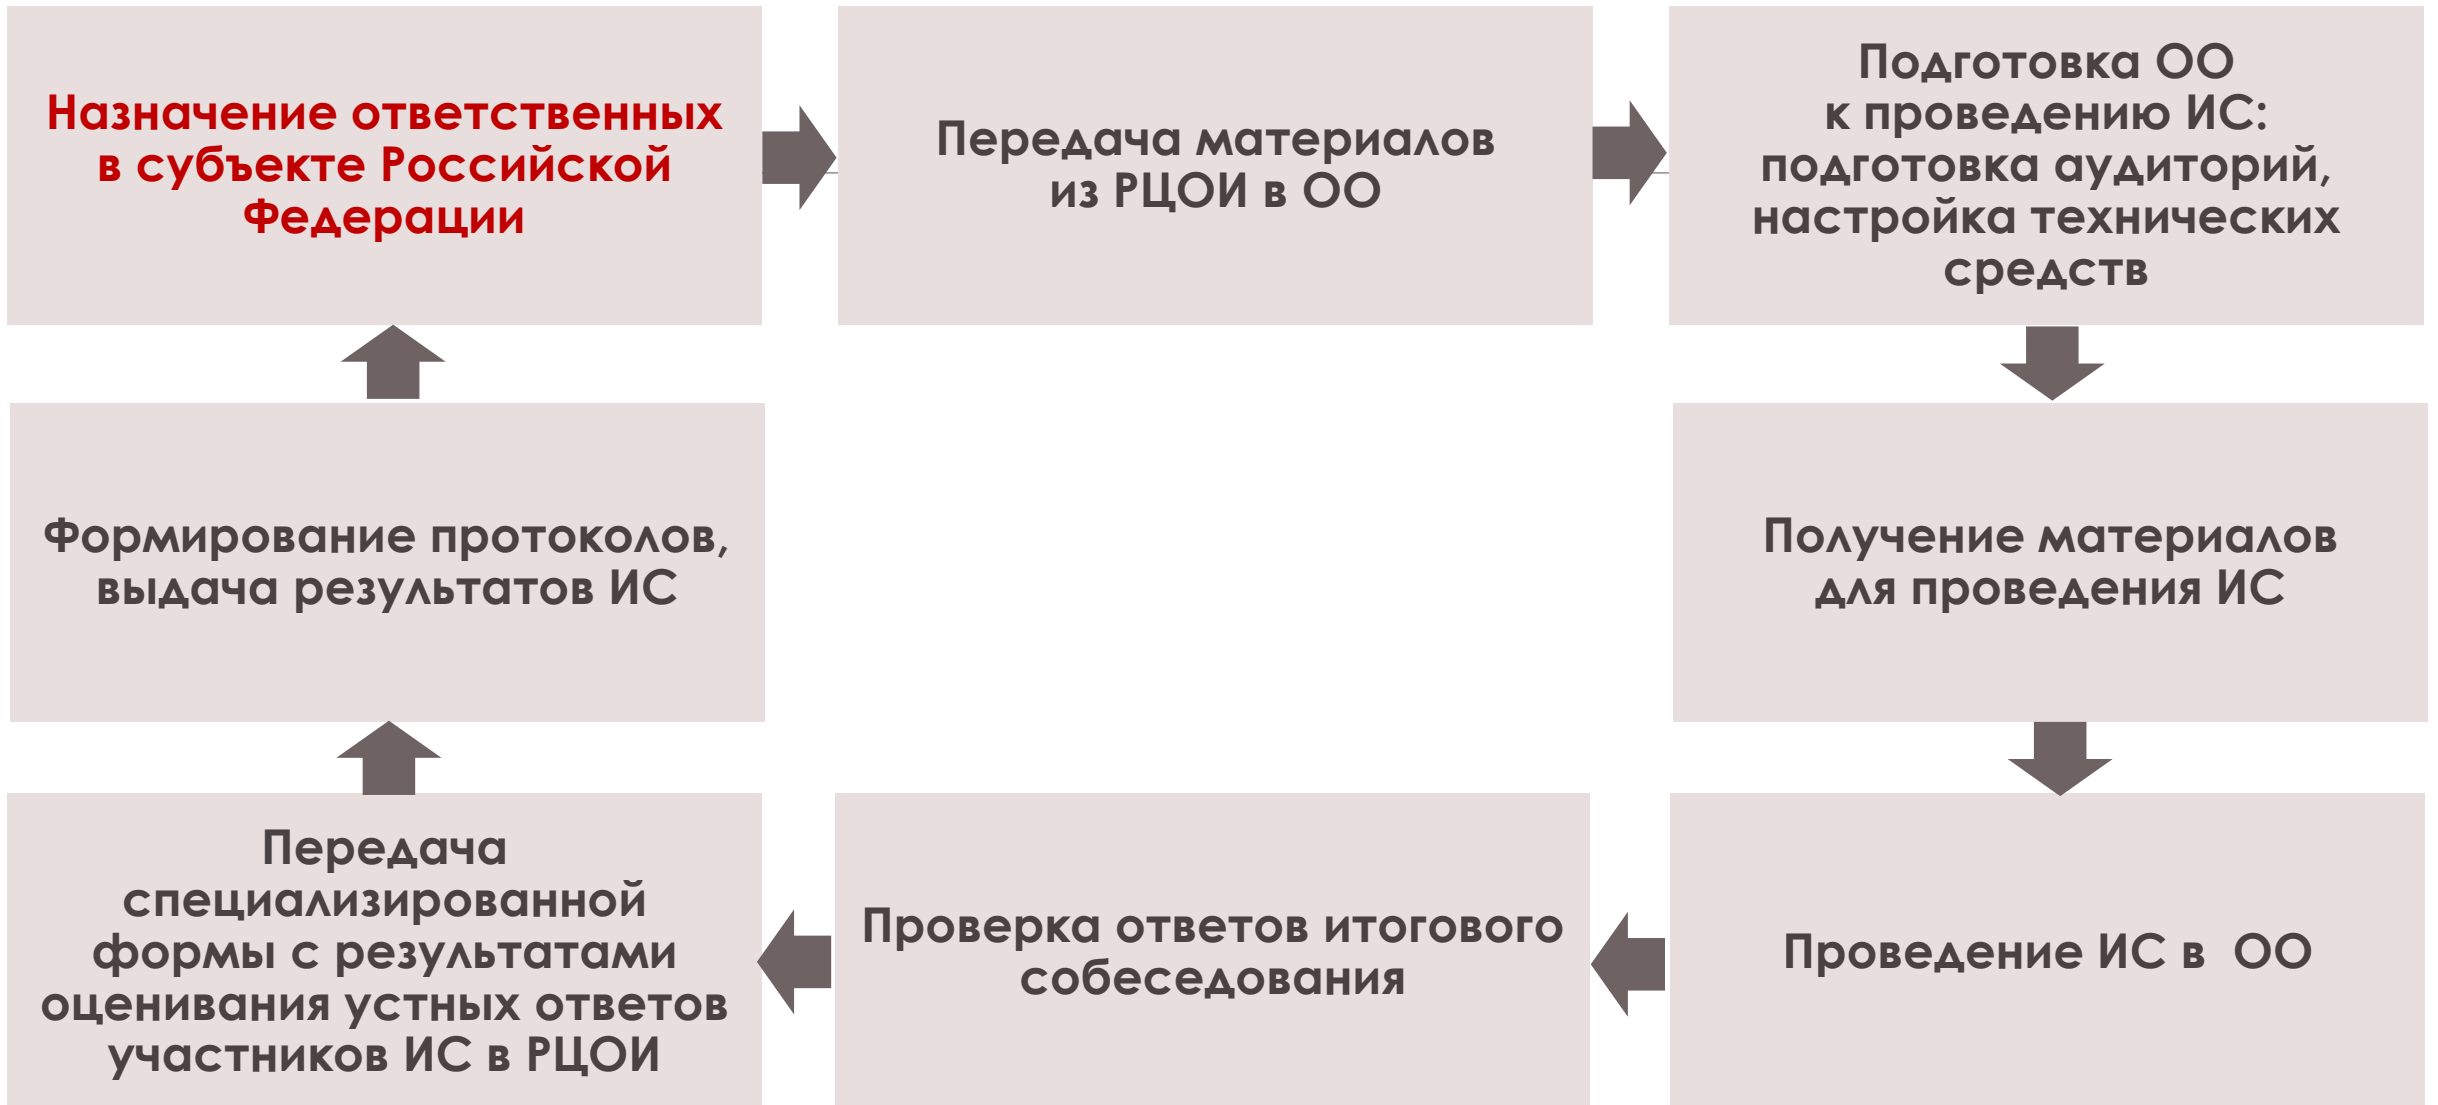 Назначение ответственных
в субъекте Российской
Федерации
Передача материалов
из РЦОИ в ОО
Подготовка ОО
к проведению ИС:
подготовка аудиторий,
настройка технических
средств
Получение материалов
для проведения ИС
Проведение ИС в ОО
Проверка ответов итогового
собеседования
Передача
специализированной
формы с результатами
оценивания устных ответов
участников ИС в РЦОИ
Формирование протоколов,
выдача результатов ИС